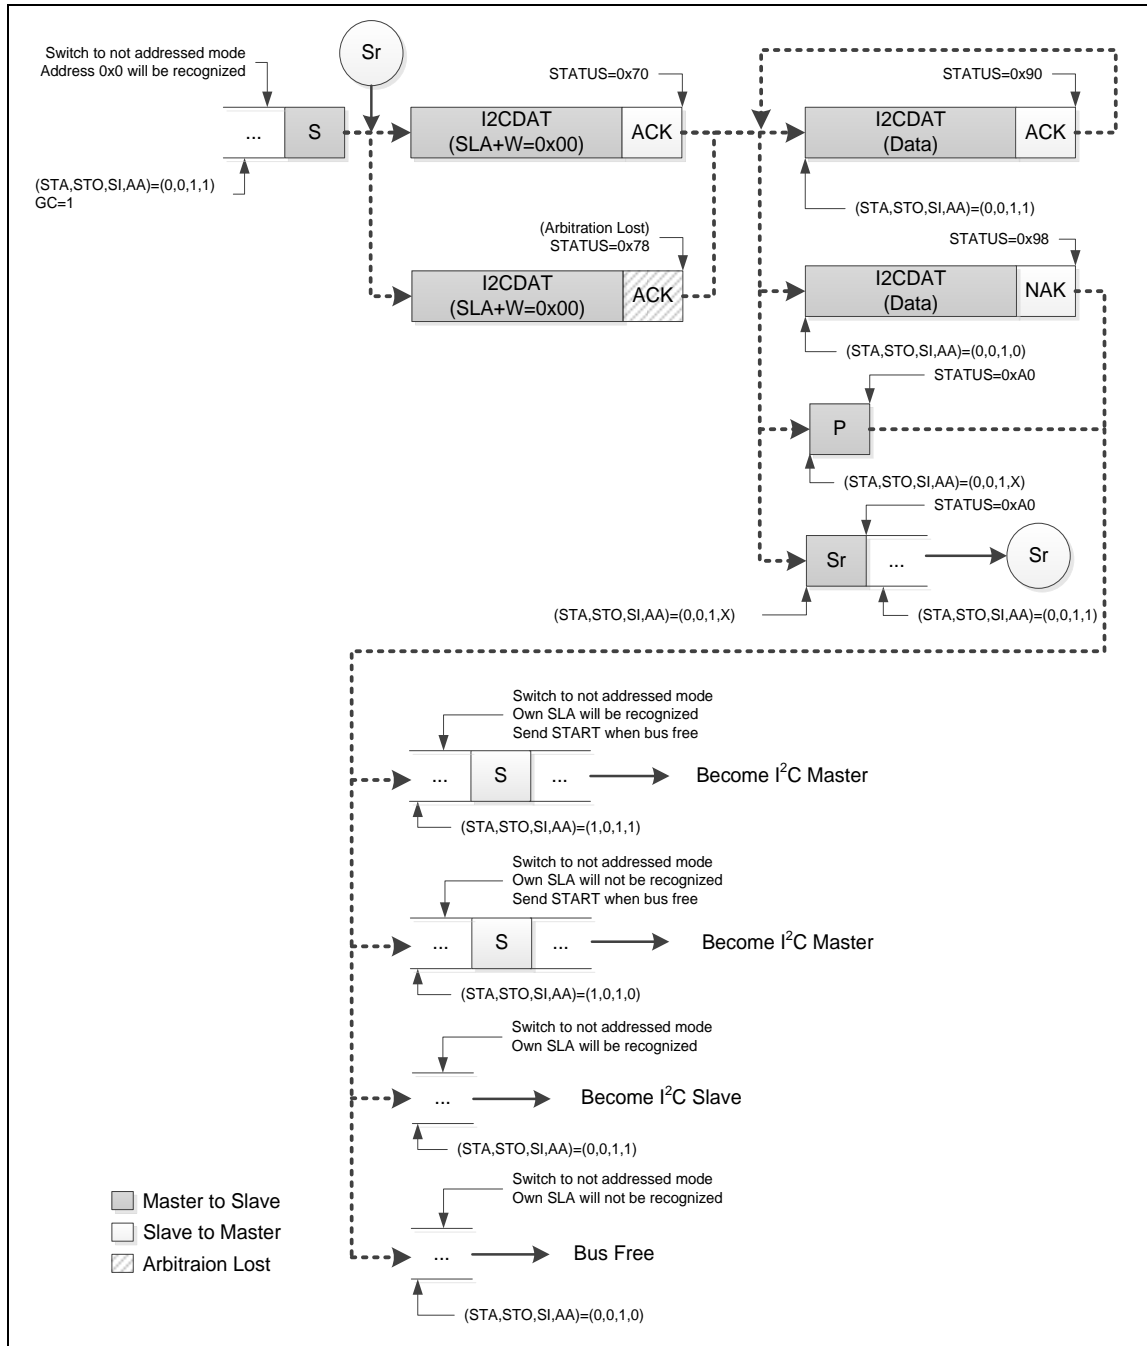 Switch to not addressed mode
Address 0x0 will be recognized
Sr
STATUS=0x70
STATUS=0x90
...
S
I2CDAT
(SLA+W=0x00)
ACK
I2CDAT
(Data)
ACK
(STA,STO,SI,AA)=(0,0,1,1)
GC=1
(STA,STO,SI,AA)=(0,0,1,1)
(Arbitration Lost)
STATUS=0x78
STATUS=0x98
I2CDAT
(SLA+W=0x00)
ACK
I2CDAT
(Data)
NAK
(STA,STO,SI,AA)=(0,0,1,0)
STATUS=0xA0
P
(STA,STO,SI,AA)=(0,0,1,X)
STATUS=0xA0
Sr
...
Sr
(STA,STO,SI,AA)=(0,0,1,X)
(STA,STO,SI,AA)=(0,0,1,1)
Switch to not addressed mode
Own SLA will be recognized
Send START when bus free
...
S
...
Become I²C Master
(STA,STO,SI,AA)=(1,0,1,1)
Switch to not addressed mode
Own SLA will not be recognized
Send START when bus free
...
S
...
Become I²C Master
(STA,STO,SI,AA)=(1,0,1,0)
Switch to not addressed mode
Own SLA will be recognized
...
Become I²C Slave
(STA,STO,SI,AA)=(0,0,1,1)
Switch to not addressed mode
Own SLA will not be recognized
...
Bus Free
(STA,STO,SI,AA)=(0,0,1,0)
Master to Slave
Slave to Master
Arbitraion Lost